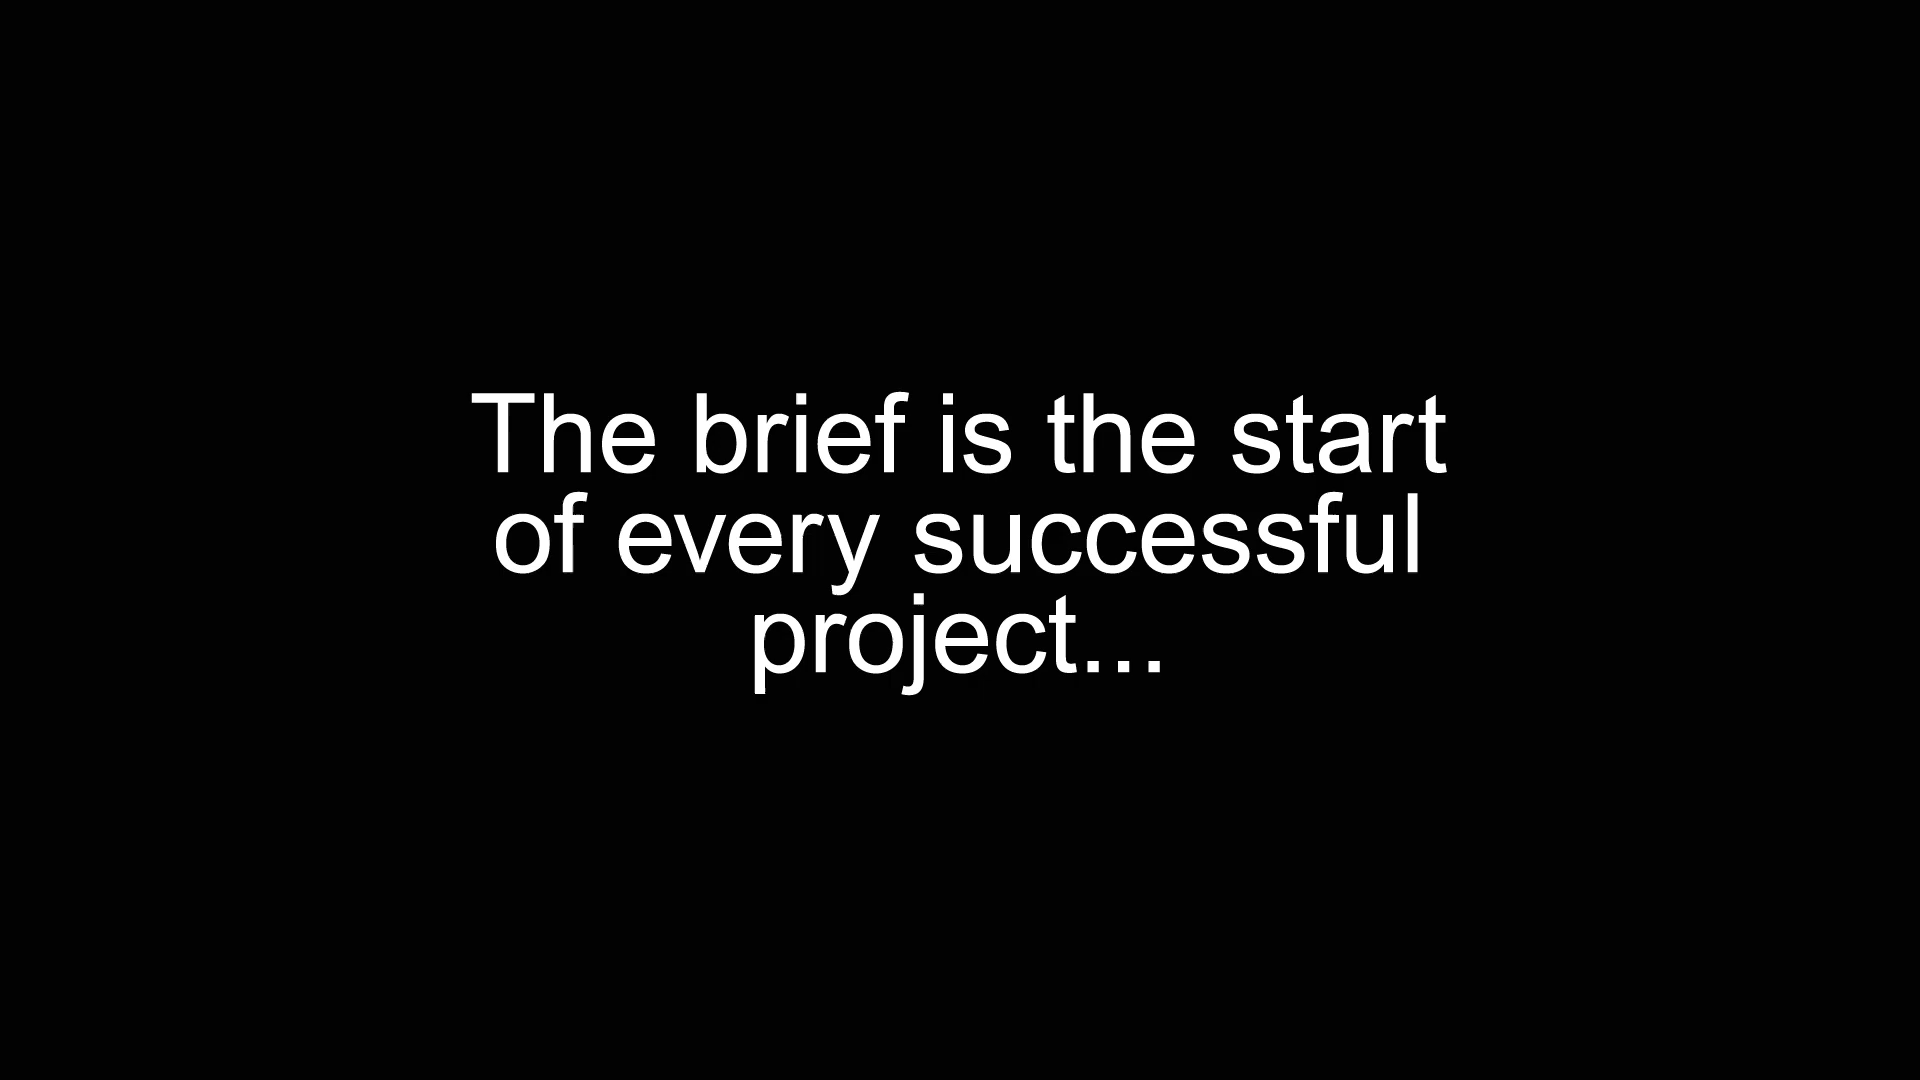 The brief is the start
of every successful
project...